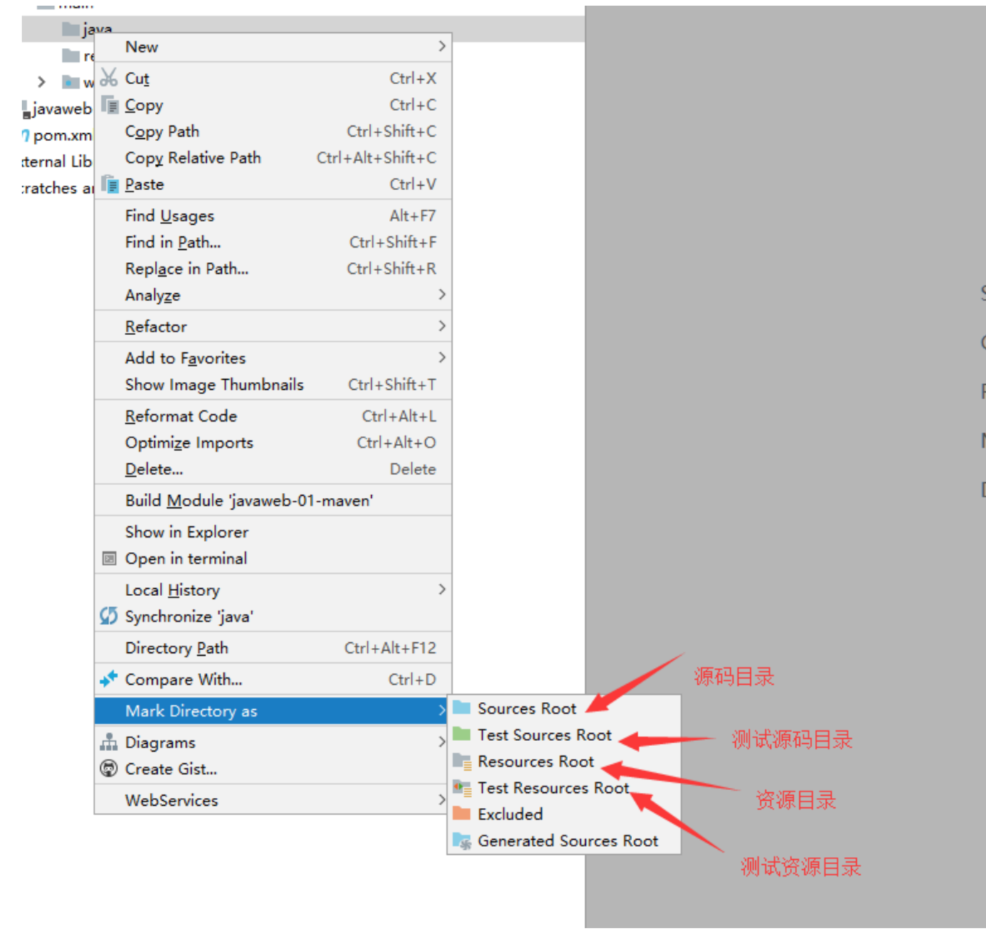 java
New
Cut Ctrl+X
Copy Ctrl+C
Copy Path Ctrl+Shift+C
Copy Relative Path Ctrl+Alt+Shift+C
Paste Ctrl+V
Find Usages Alt+F7
Find in Path... Ctrl+Shift+F
Replace in Path... Ctrl+Shift+R
Analyze
Refactor
Add to Favorites
Show Image Thumbnails Ctrl+Shift+T
Reformat Code Ctrl+Alt+L
Optimize Imports Ctrl+Alt+O
Delete... Delete
Build Module 'javaweb-01-maven'
Show in Explorer
Open in terminal
Local History
Synchronize 'java'
Directory Path Ctrl+Alt+F12
Compare With... Ctrl+D
Mark Directory as
Diagrams
Create Gist...
WebServices
javaweb
pom.xm
ternal Lib
ratches a
Sources Root
Test Sources Root
Resources Root
Test Resources Root
Excluded
Generated Sources Root
源码目录
测试源码目录
资源目录
测试资源目录